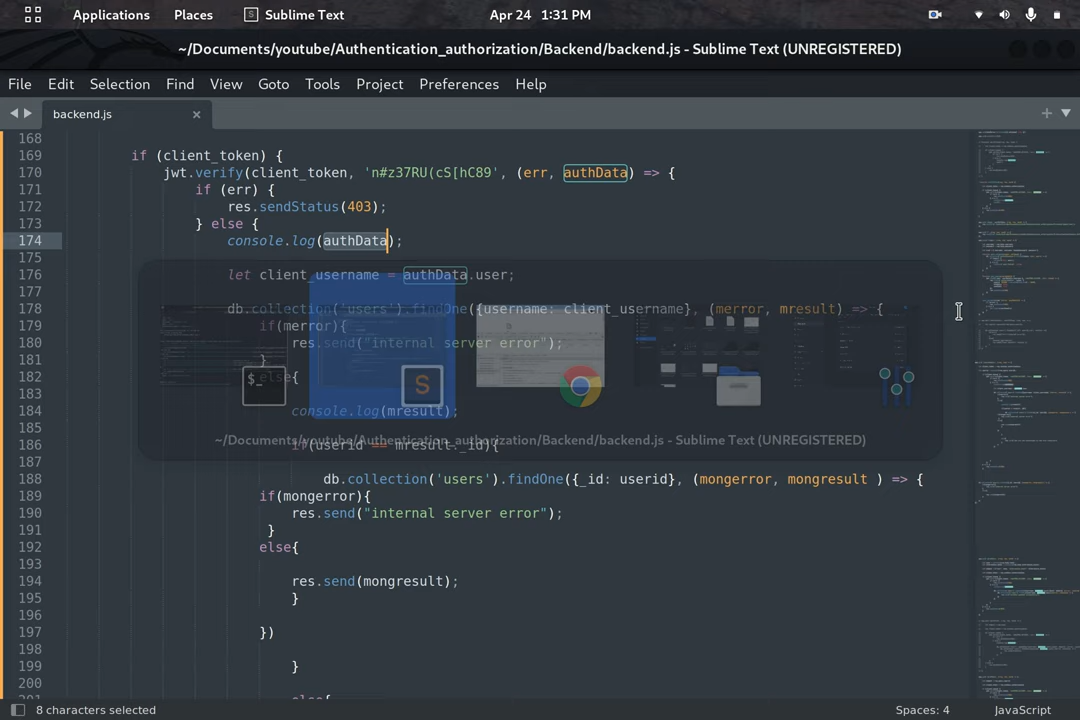 Applications Places Sublime Text Apr 24 1:31 PM
~/Documents/youtube/Authentication_authorization/Backend/backend.js - Sublime Text (UNREGISTERED)
File Edit Selection Find View Goto Tools Project Preferences Help
backend.js
168
169 if (client_token) {
170 jwt.verify(client_token, 'n#z37RU(cS[hC89', (err, authData) => {
171 if (err) {
172 res.sendStatus(403);
173 } else {
174 console.log(authData);
175
176 let client_username = authData.user;
177
178 db.collection('users').findOne({username: client_username}, (merror, mresult) => {
179 if(merror){
180 res.send("internal server error");
181 }
182 else{
183
184 console.log(mresult);
185
~/Documents/youtube/Authentication_authorization/Backend/backend.js - Sublime Text (UNREGISTERED)
186 if(userid == mresult._id){
187
188 db.collection('users').findOne({_id: userid}, (mongerror, mongresult ) => {
189 if(mongerror){
190 res.send("internal server error");
191 }
192 else{
193
194 res.send(mongresult);
195 }
196
197 })
198
199 }
200
201 else{
8 characters selected Spaces: 4 JavaScript